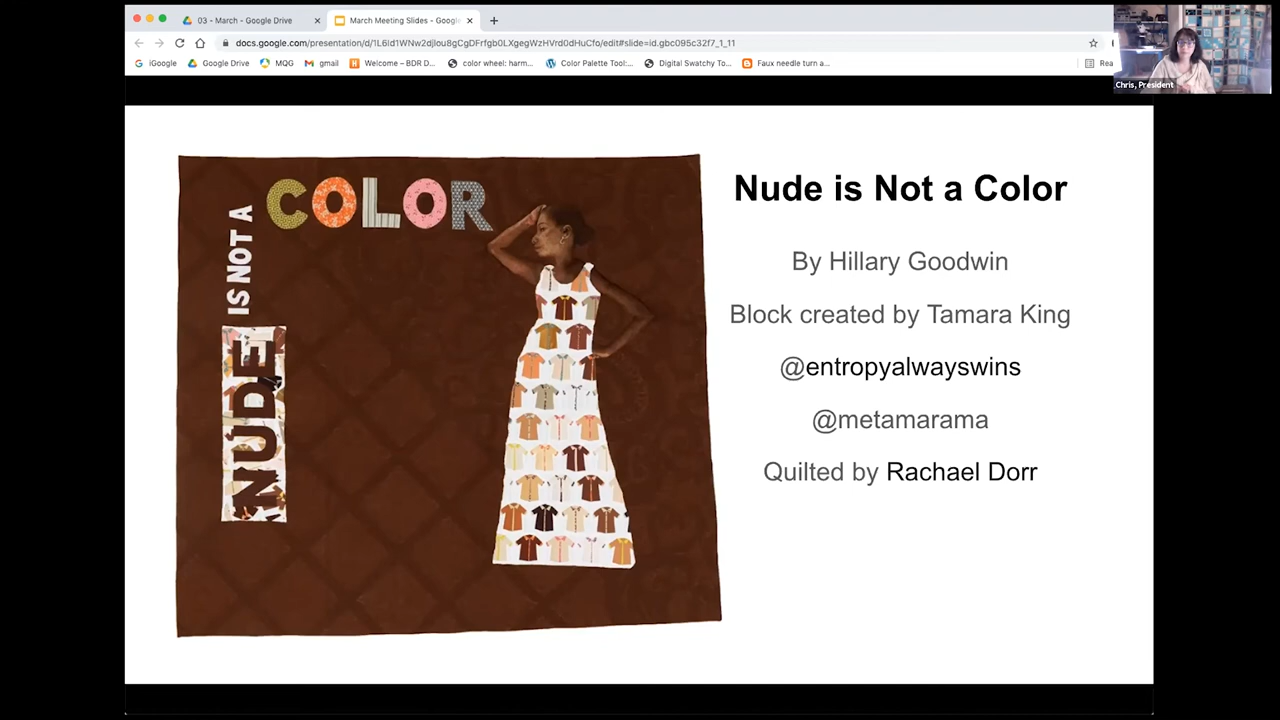 03 - March - Google Drive
March Meeting Slides - Google
docs.google.com/presentation/d/1L6Id1WNw2djlou8gCgDFrfgb0LXgegWzHVrd0dHuCfo/edit#slide=id.gbc095c32f7_1_11
iGoogle
Google Drive
MQG
gmail
Welcome – BDR D...
color wheel: harm...
Color Palette Tool:...
Digital Swatchy To...
Faux needle turn a...
Rea
Chris, President
NUDE
IS NOT A
COLOR
Nude is Not a Color
By Hillary Goodwin
Block created by Tamara King
@entropyalwayswins
@metamarama
Quilted by Rachael Dorr